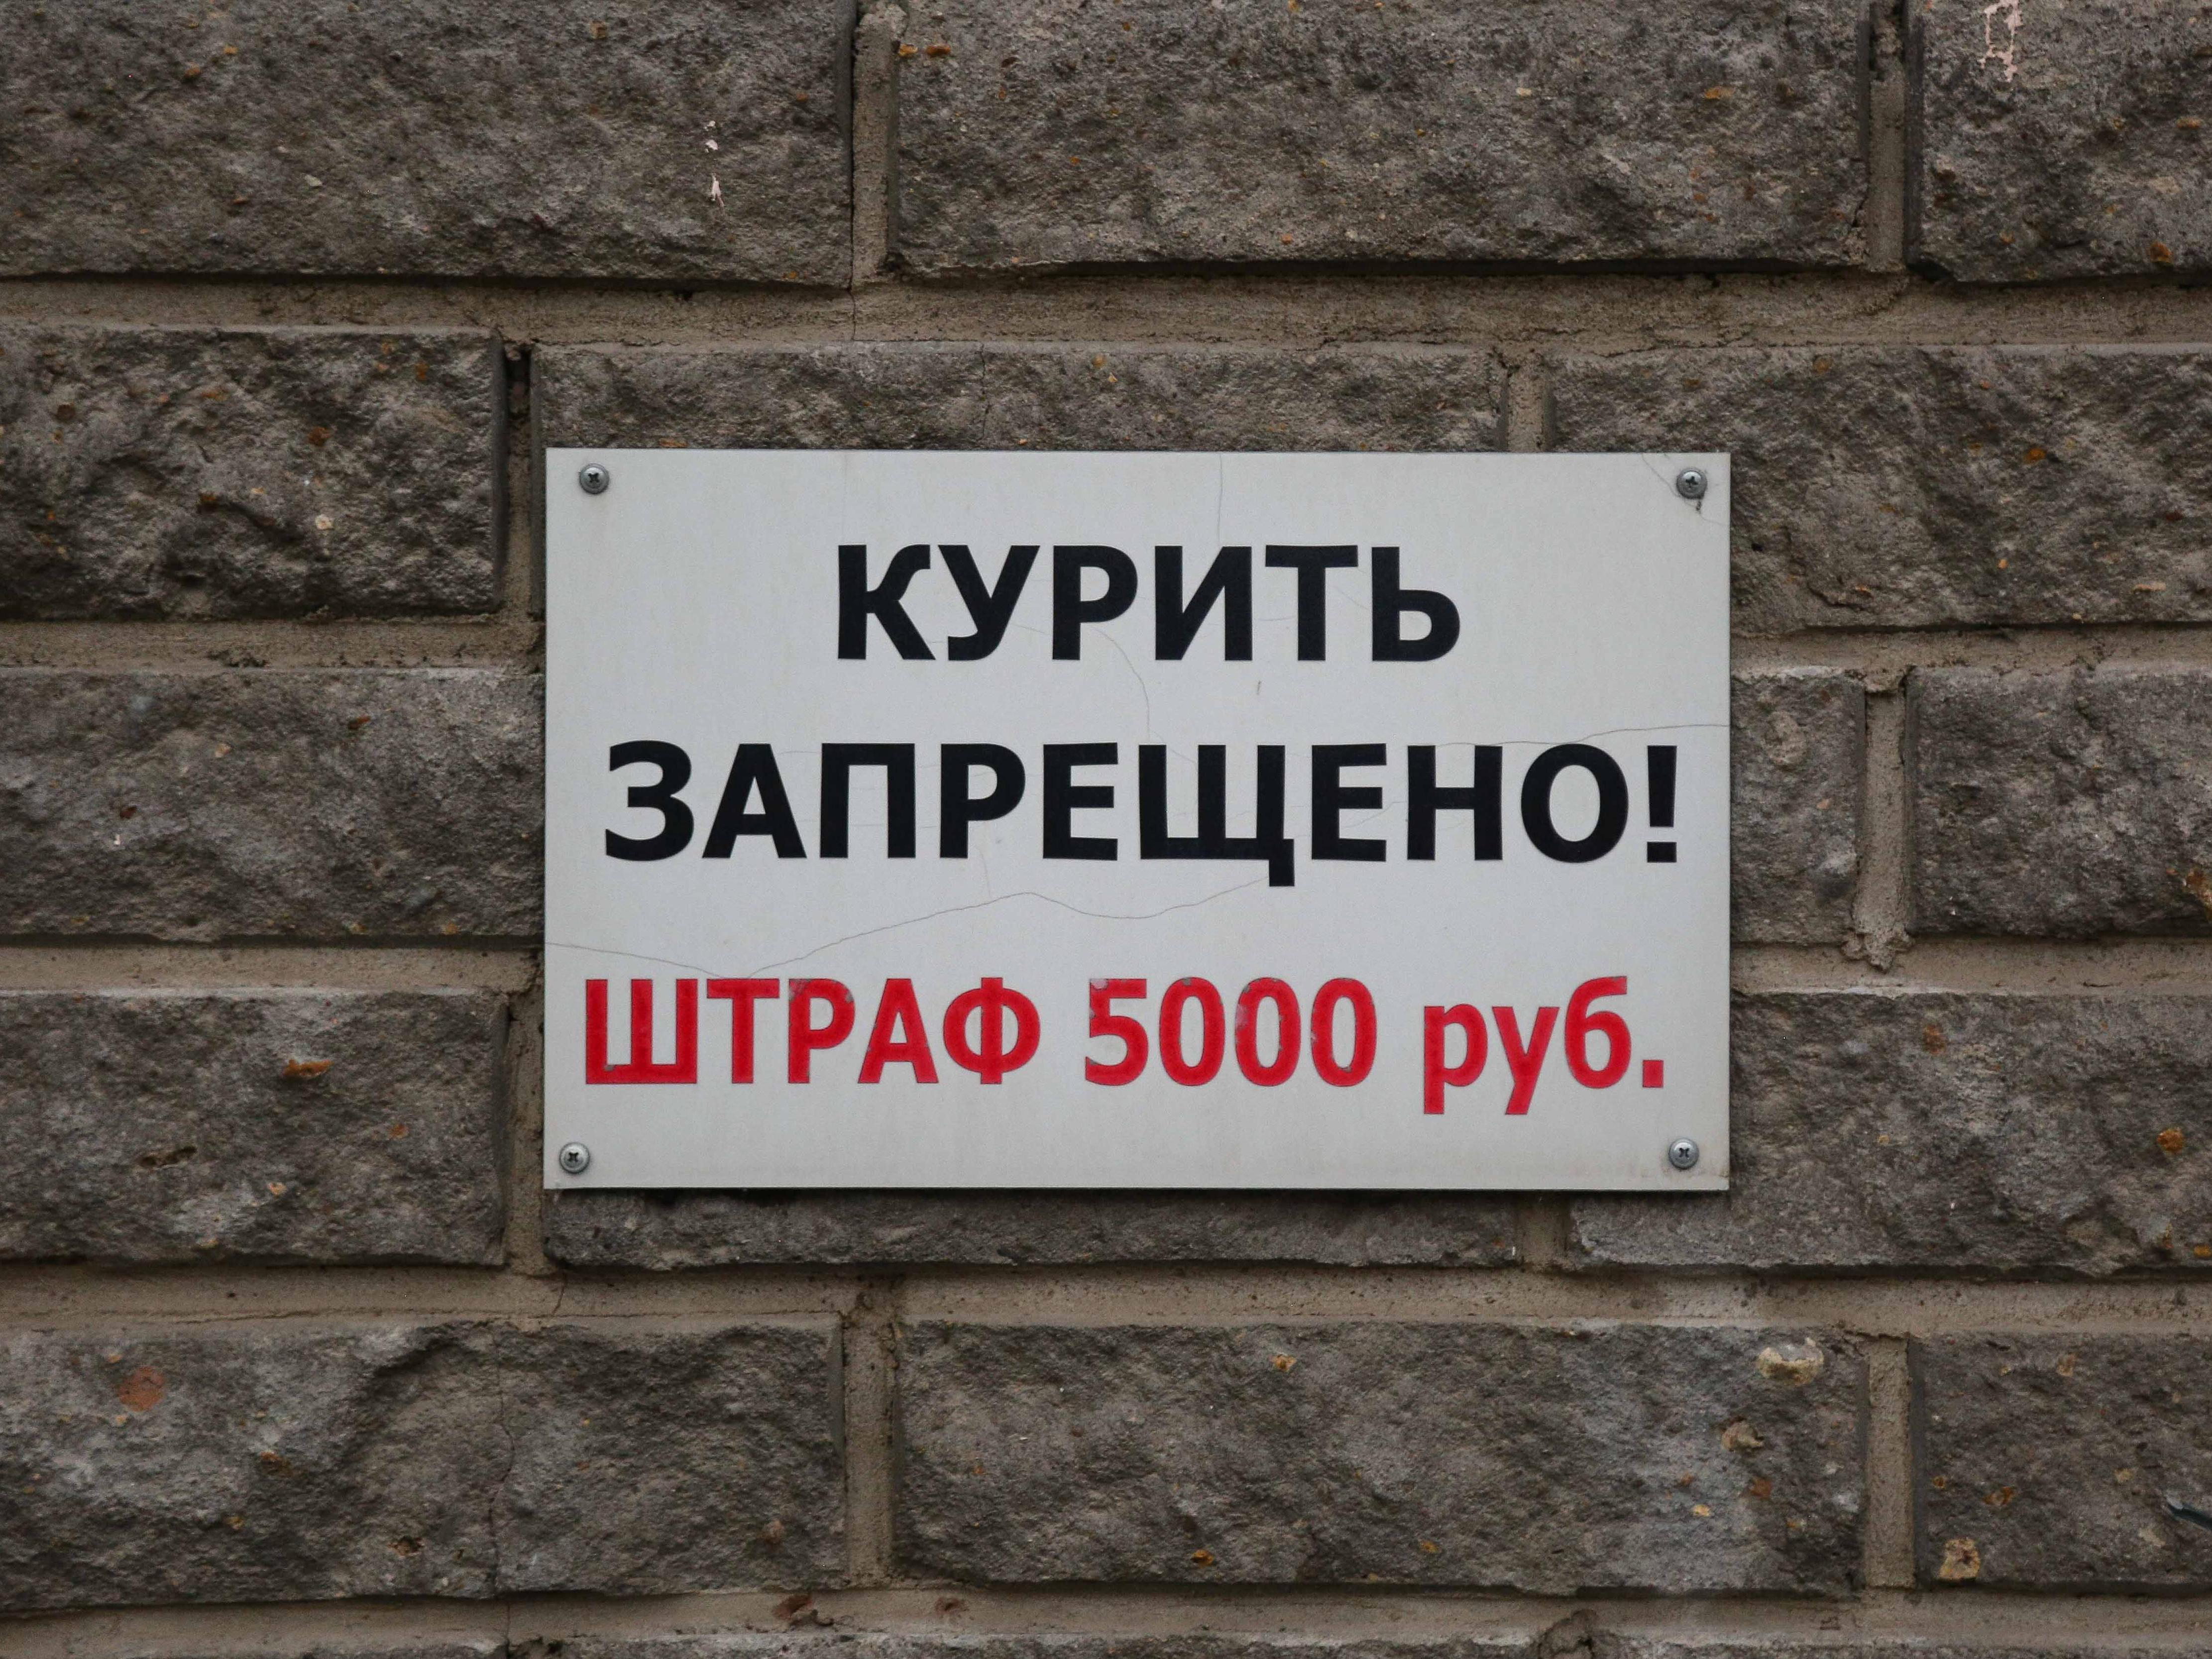 КУРИТЬ
ЗАПРЕЩЕНО!
ШТРАФ 5000 руб.